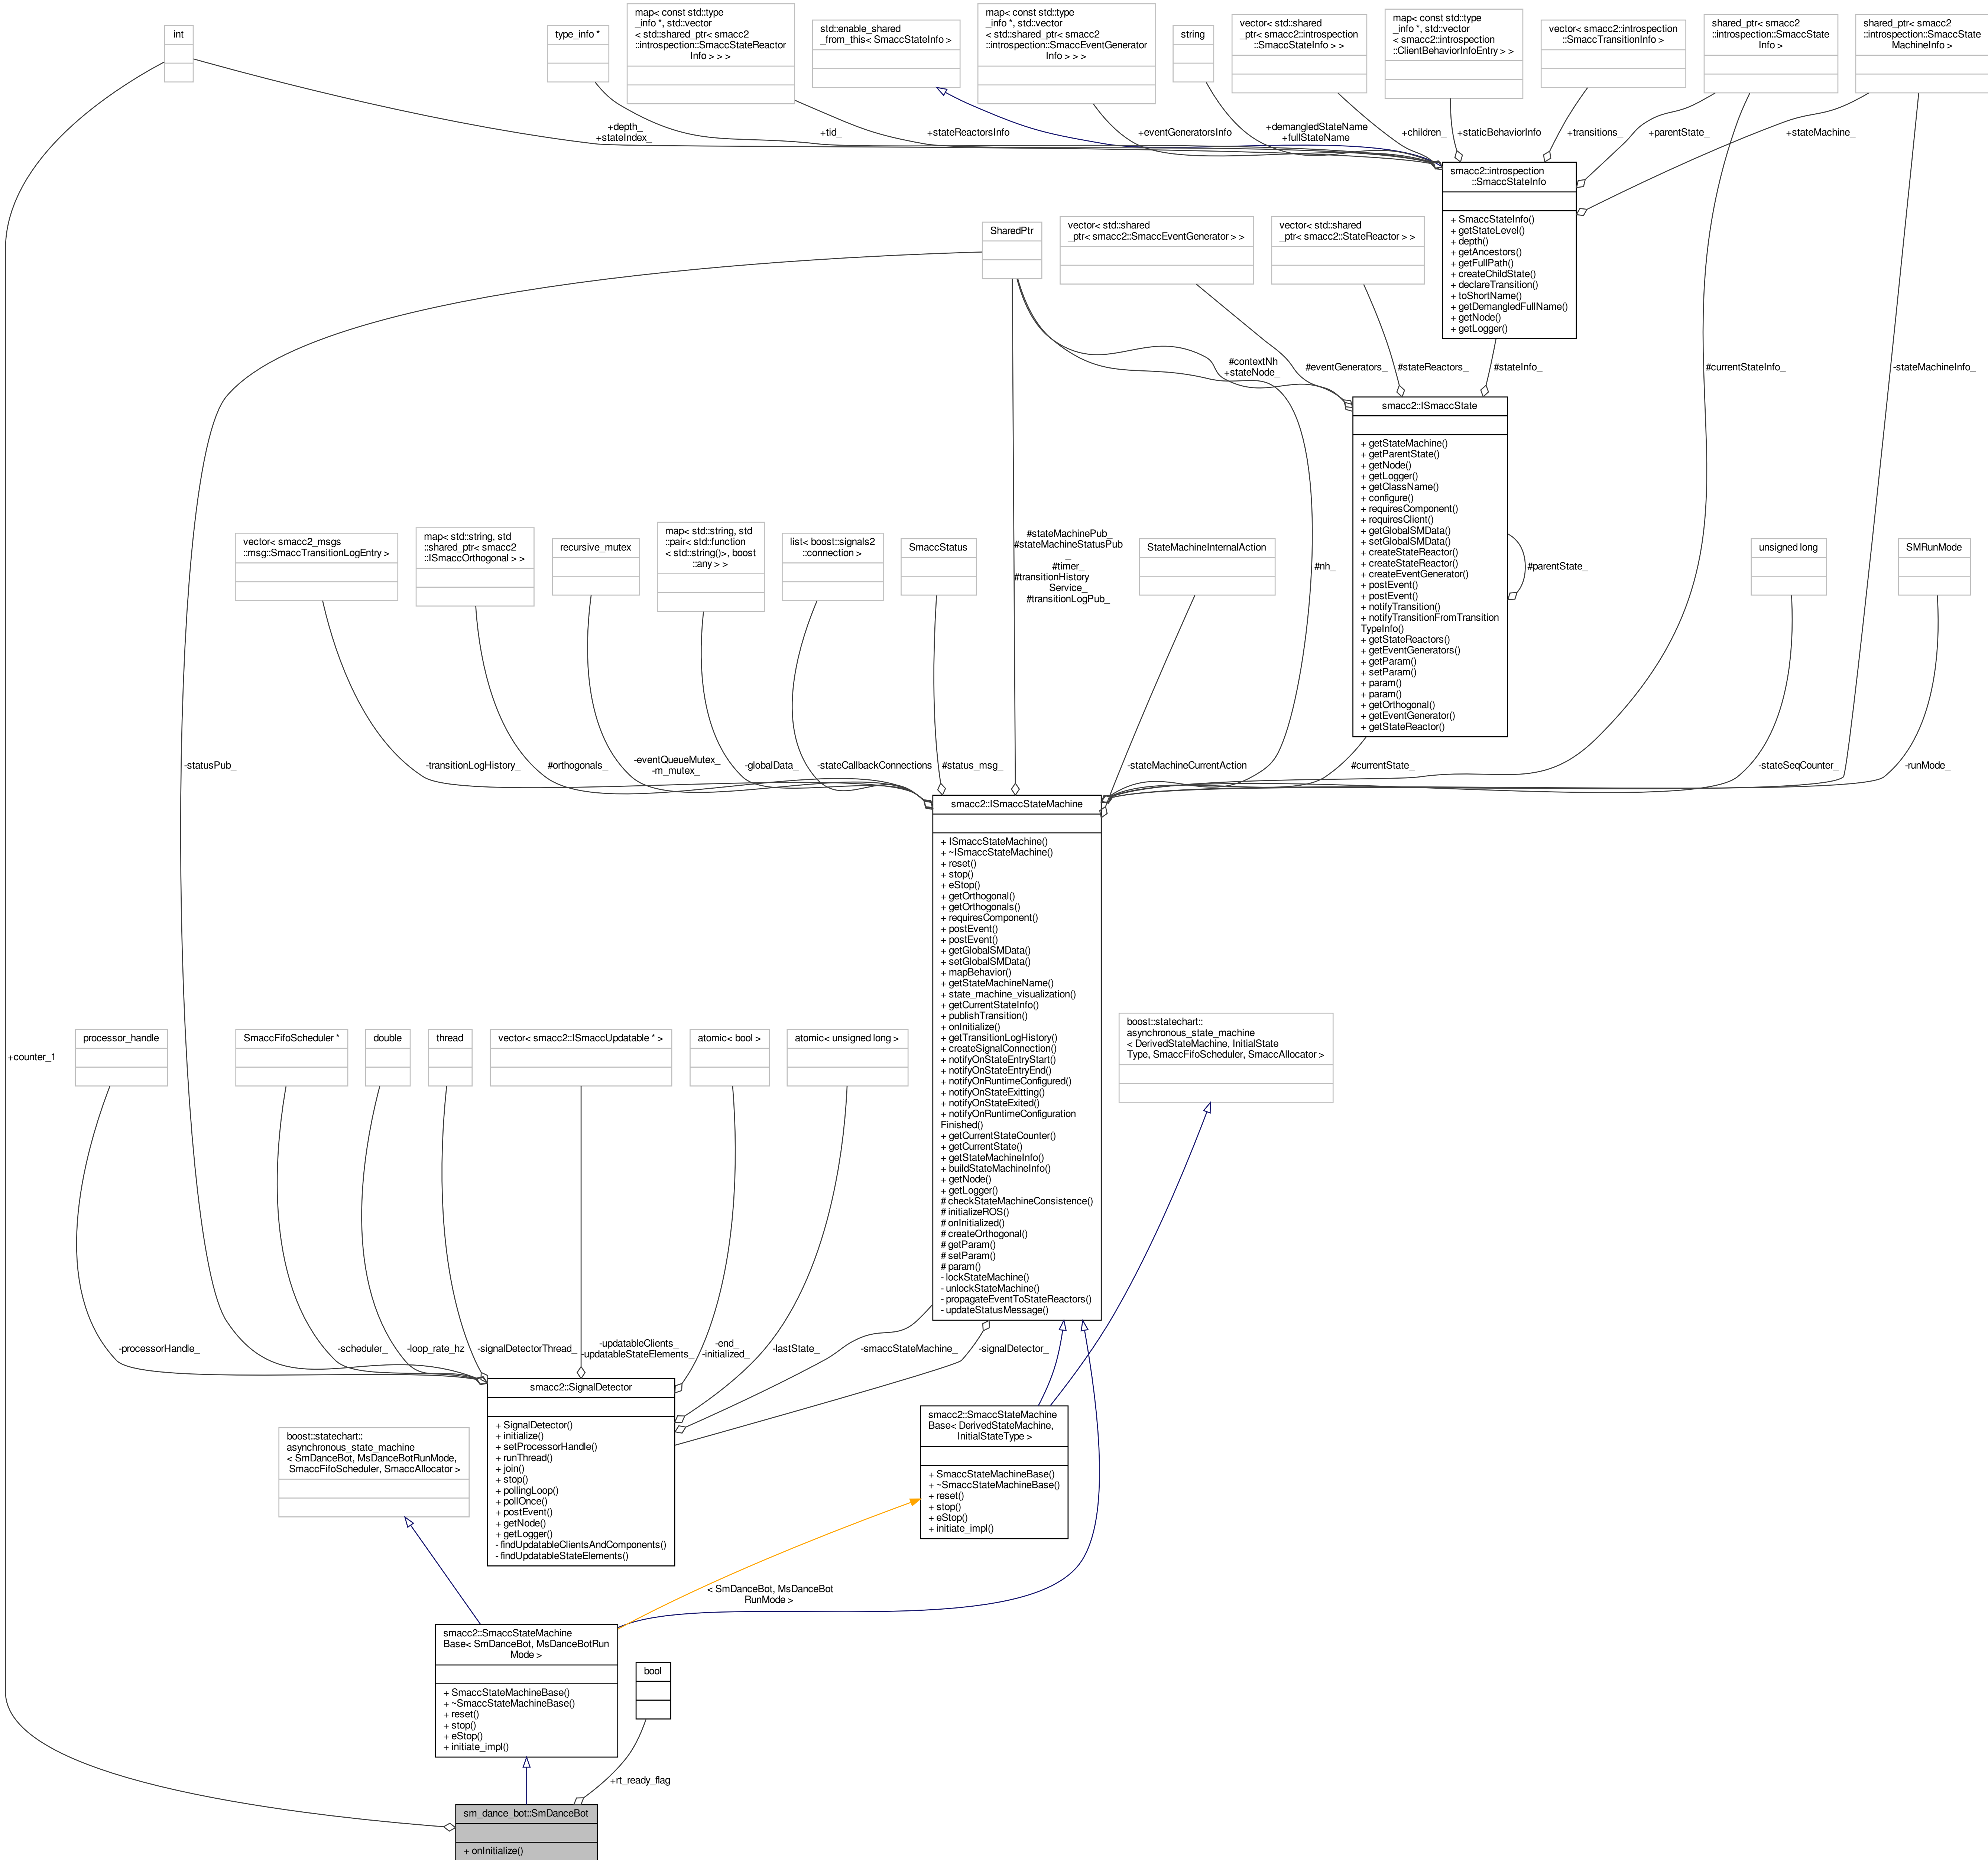 int
type_info *
map< const std::type
_info *, std::vector
< std::shared_ptr< smacc2
::introspection::SmaccStateReactor
Info > > >
std::enable_shared
_from_this< SmaccStateInfo >
map< const std::type
_info *, std::vector
< std::shared_ptr< smacc2
::introspection::SmaccEventGenerator
Info > > >
string
vector< std::shared
_ptr< smacc2::introspection
::SmaccStateInfo > >
map< const std::type
_info *, std::vector
< smacc2::introspection
::ClientBehaviorInfoEntry > >
vector< smacc2::introspection
::SmaccTransitionInfo >
shared_ptr< smacc2
::introspection::SmaccState
Info >
shared_ptr< smacc2
::introspection::SmaccState
MachineInfo >
+depth_
+stateIndex_
+tid_
+stateReactorsInfo
+eventGeneratorsInfo
+demangledStateName
+fullStateName
+children_
+staticBehaviorInfo
+transitions_
+parentState_
+stateMachine_
smacc2::introspection
::SmaccStateInfo
+ SmaccStateInfo()
+ getStateLevel()
+ depth()
+ getAncestors()
+ getFullPath()
+ createChildState()
+ declareTransition()
+ toShortName()
+ getDemangledFullName()
+ getNode()
+ getLogger()
SharedPtr
vector< std::shared
_ptr< smacc2::SmaccEventGenerator > >
vector< std::shared
_ptr< smacc2::StateReactor > >
#contextNh
+stateNode_
#eventGenerators_
#stateReactors_
#stateInfo_
#currentStateInfo_
-stateMachineInfo_
smacc2::ISmaccState
+ getStateMachine()
+ getParentState()
+ getNode()
+ getLogger()
+ getClassName()
+ configure()
+ requiresComponent()
+ requiresClient()
+ getGlobalSMData()
+ setGlobalSMData()
+ createStateReactor()
+ createStateReactor()
+ createEventGenerator()
+ postEvent()
+ postEvent()
+ notifyTransition()
+ notifyTransitionFromTransition
TypeInfo()
+ getStateReactors()
+ getEventGenerators()
+ getParam()
+ setParam()
+ param()
+ param()
+ getOrthogonal()
+ getEventGenerator()
+ getStateReactor()
#parentState_
vector< smacc2_msgs
::msg::SmaccTransitionLogEntry >
map< std::string, std
::shared_ptr< smacc2
::ISmaccOrthogonal > >
recursive_mutex
map< std::string, std
::pair< std::function
< std::string()>, boost
::any > >
list< boost::signals2
::connection >
SmaccStatus
#stateMachinePub_
#stateMachineStatusPub
_
#timer_
#transitionHistory
Service_
#transitionLogPub_
StateMachineInternalAction
#nh_
unsigned long
SMRunMode
-statusPub_
-transitionLogHistory_
#orthogonals_
-eventQueueMutex_
-m_mutex_
-globalData_
-stateCallbackConnections
#status_msg_
-stateMachineCurrentAction
#currentState_
-stateSeqCounter_
-runMode_
smacc2::ISmaccStateMachine
+ ISmaccStateMachine()
+ ~ISmaccStateMachine()
+ reset()
+ stop()
+ eStop()
+ getOrthogonal()
+ getOrthogonals()
+ requiresComponent()
+ postEvent()
+ postEvent()
+ getGlobalSMData()
+ setGlobalSMData()
+ mapBehavior()
+ getStateMachineName()
+ state_machine_visualization()
+ getCurrentStateInfo()
+ publishTransition()
+ onInitialize()
+ getTransitionLogHistory()
+ createSignalConnection()
+ notifyOnStateEntryStart()
+ notifyOnStateEntryEnd()
+ notifyOnRuntimeConfigured()
+ notifyOnStateExitting()
+ notifyOnStateExited()
+ notifyOnRuntimeConfiguration
Finished()
+ getCurrentStateCounter()
+ getCurrentState()
+ getStateMachineInfo()
+ buildStateMachineInfo()
+ getNode()
+ getLogger()
# checkStateMachineConsistence()
# initializeROS()
# onInitialized()
# createOrthogonal()
# getParam()
# setParam()
# param()
- lockStateMachine()
- unlockStateMachine()
- propagateEventToStateReactors()
- updateStatusMessage()
+counter_1
processor_handle
SmaccFifoScheduler *
double
thread
vector< smacc2::ISmaccUpdatable * >
atomic< bool >
atomic< unsigned long >
boost::statechart::
asynchronous_state_machine
< DerivedStateMachine, InitialState
Type, SmaccFifoScheduler, SmaccAllocator >
-processorHandle_
-scheduler_
-loop_rate_hz
-signalDetectorThread_
-updatableClients_
-updatableStateElements_
-end_
-initialized_
-lastState_
-smaccStateMachine_
-signalDetector_
smacc2::SignalDetector
+ SignalDetector()
+ initialize()
+ setProcessorHandle()
+ runThread()
+ join()
+ stop()
+ pollingLoop()
+ pollOnce()
+ postEvent()
+ getNode()
+ getLogger()
- findUpdatableClientsAndComponents()
- findUpdatableStateElements()
smacc2::SmaccStateMachine
Base< DerivedStateMachine,
InitialStateType >
+ SmaccStateMachineBase()
+ ~SmaccStateMachineBase()
+ reset()
+ stop()
+ eStop()
+ initiate_impl()
boost::statechart::
asynchronous_state_machine
< SmDanceBot, MsDanceBotRunMode,
SmaccFifoScheduler, SmaccAllocator >
< SmDanceBot, MsDanceBot
RunMode >
smacc2::SmaccStateMachine
Base< SmDanceBot, MsDanceBotRun
Mode >
+ SmaccStateMachineBase()
+ ~SmaccStateMachineBase()
+ reset()
+ stop()
+ eStop()
+ initiate_impl()
bool
+rt_ready_flag
sm_dance_bot::SmDanceBot
+ onInitialize()